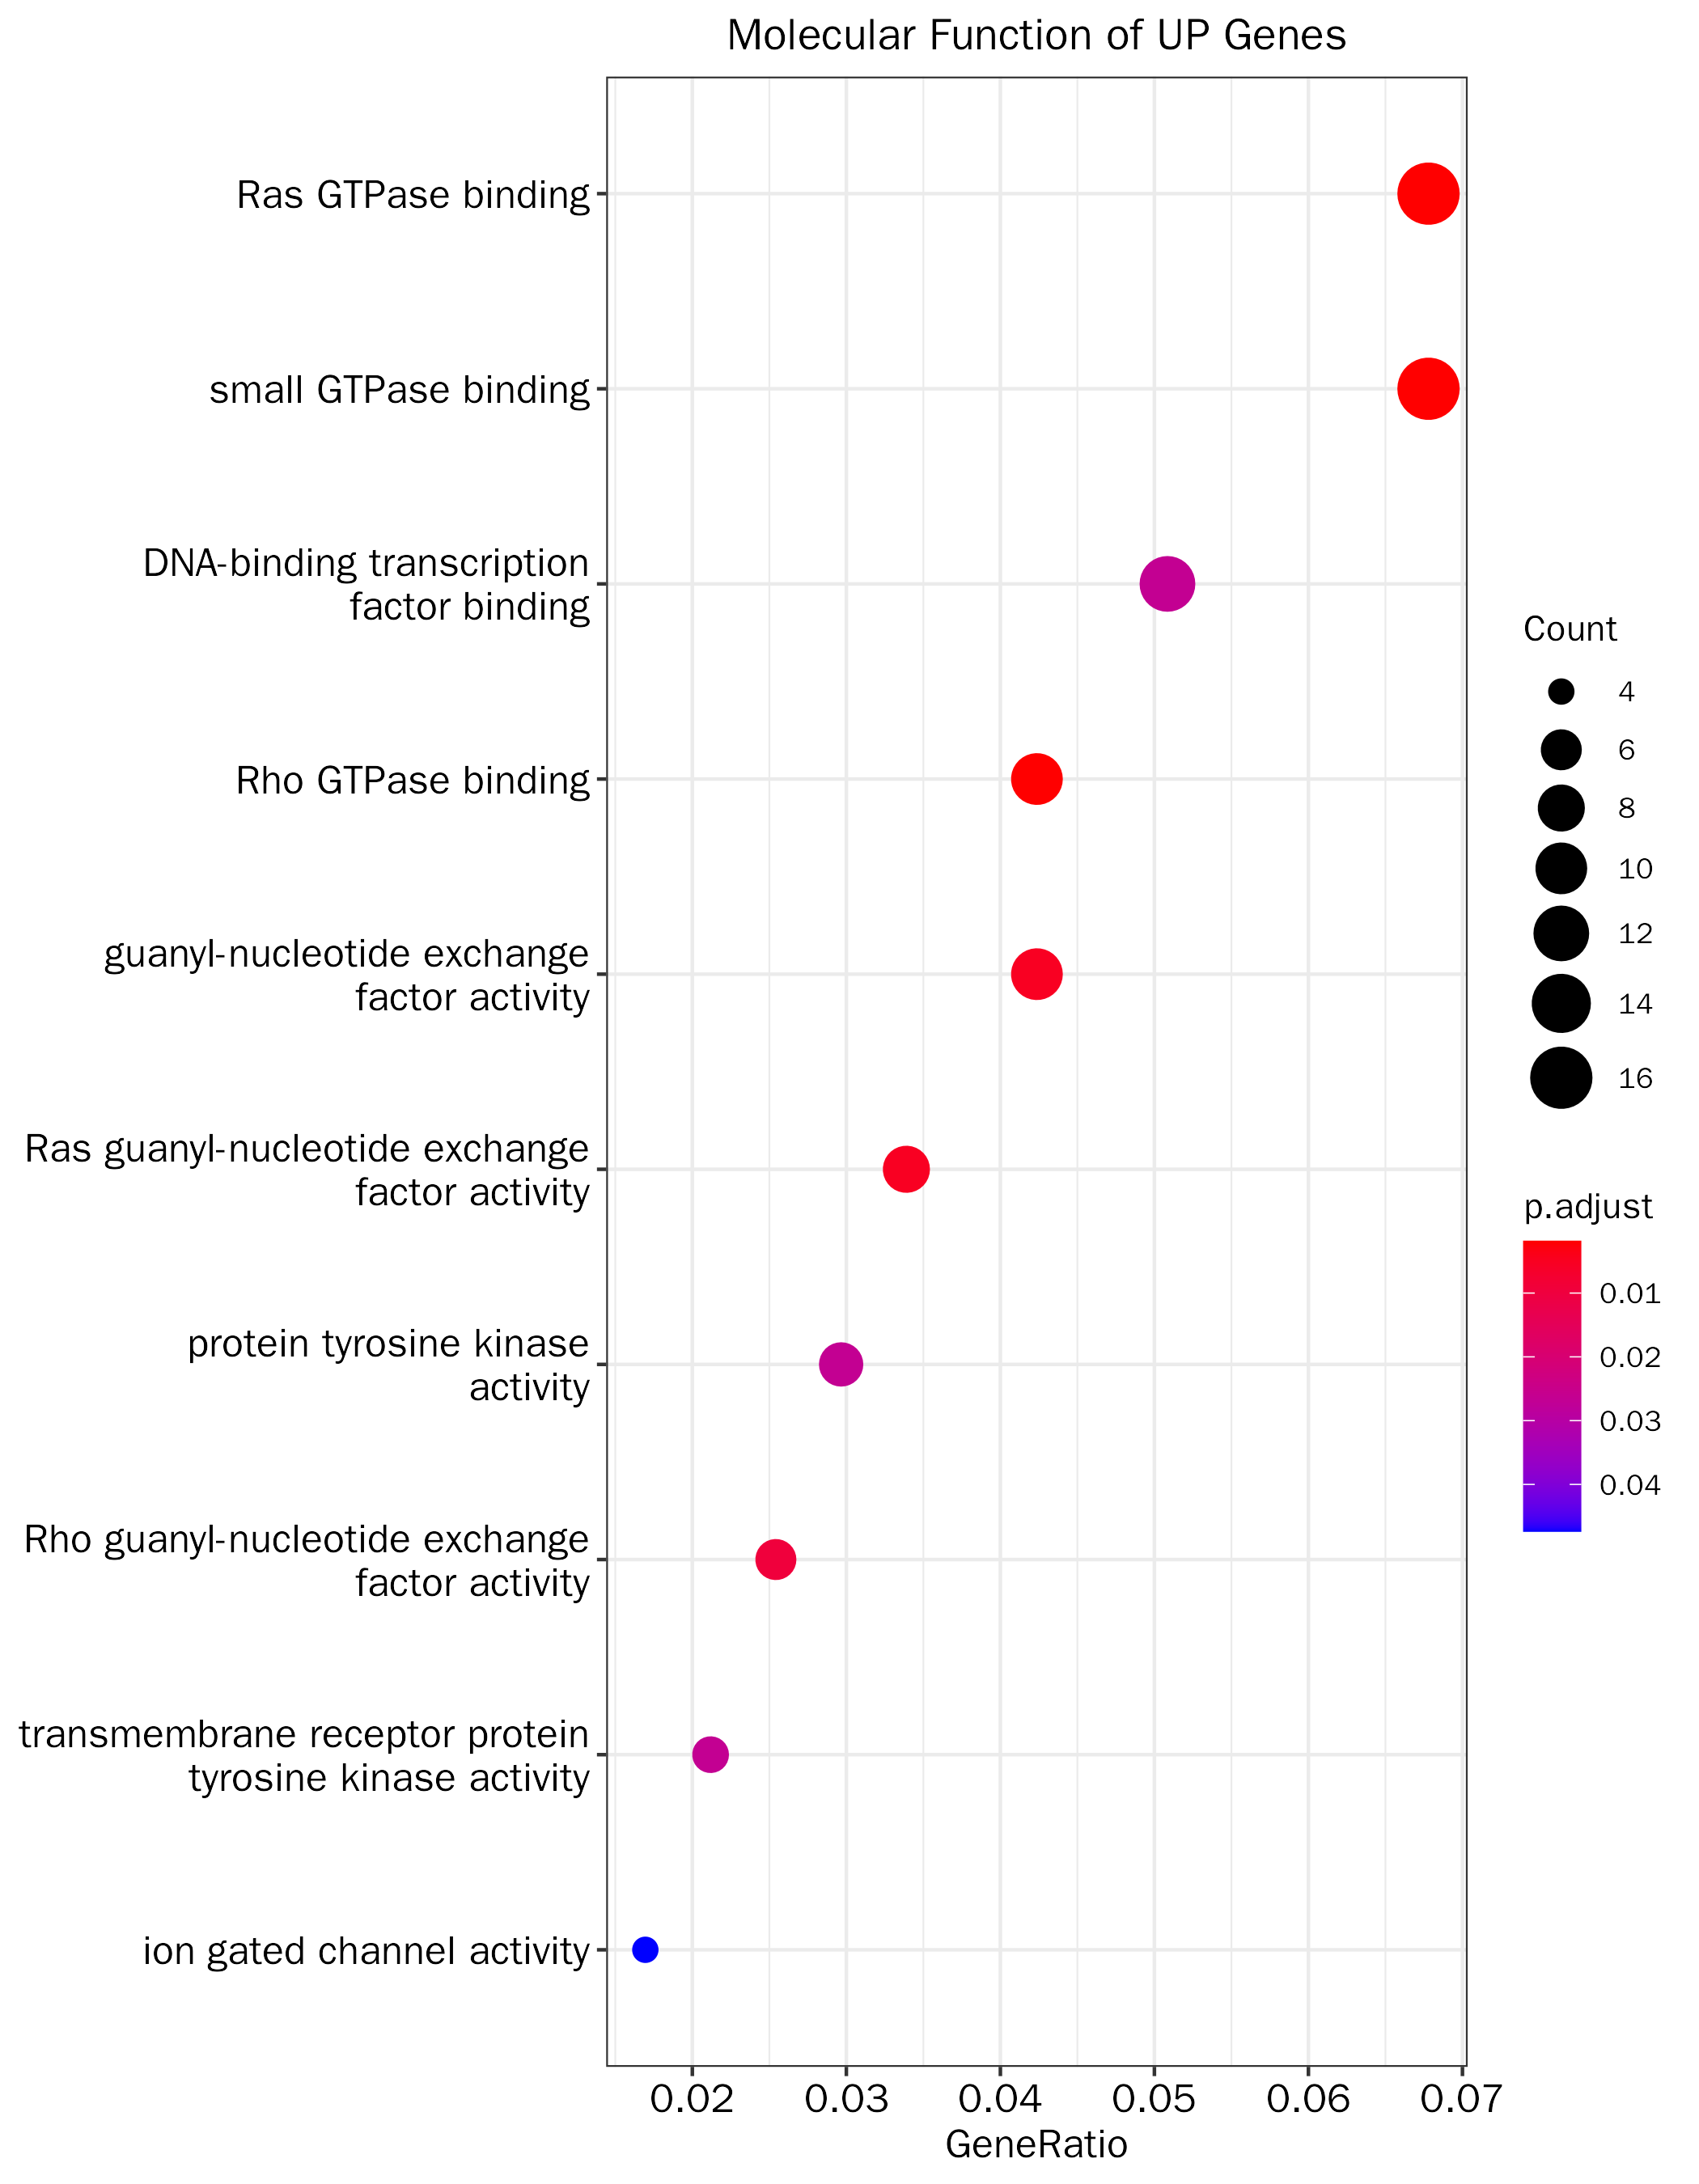 Molecular Function of UP Genes
Ras GTPase binding
small GTPase binding
DNA-binding transcription
factor binding
Rho GTPase binding
guanyl-nucleotide exchange
factor activity
Ras guanyl-nucleotide exchange
factor activity
protein tyrosine kinase
activity
Rho guanyl-nucleotide exchange
factor activity
transmembrane receptor protein
tyrosine kinase activity
ion gated channel activity
0.02 0.03 0.04 0.05 0.06 0.07
GeneRatio
Count
4
6
8
10
12
14
16
p.adjust
0.01
0.02
0.03
0.04